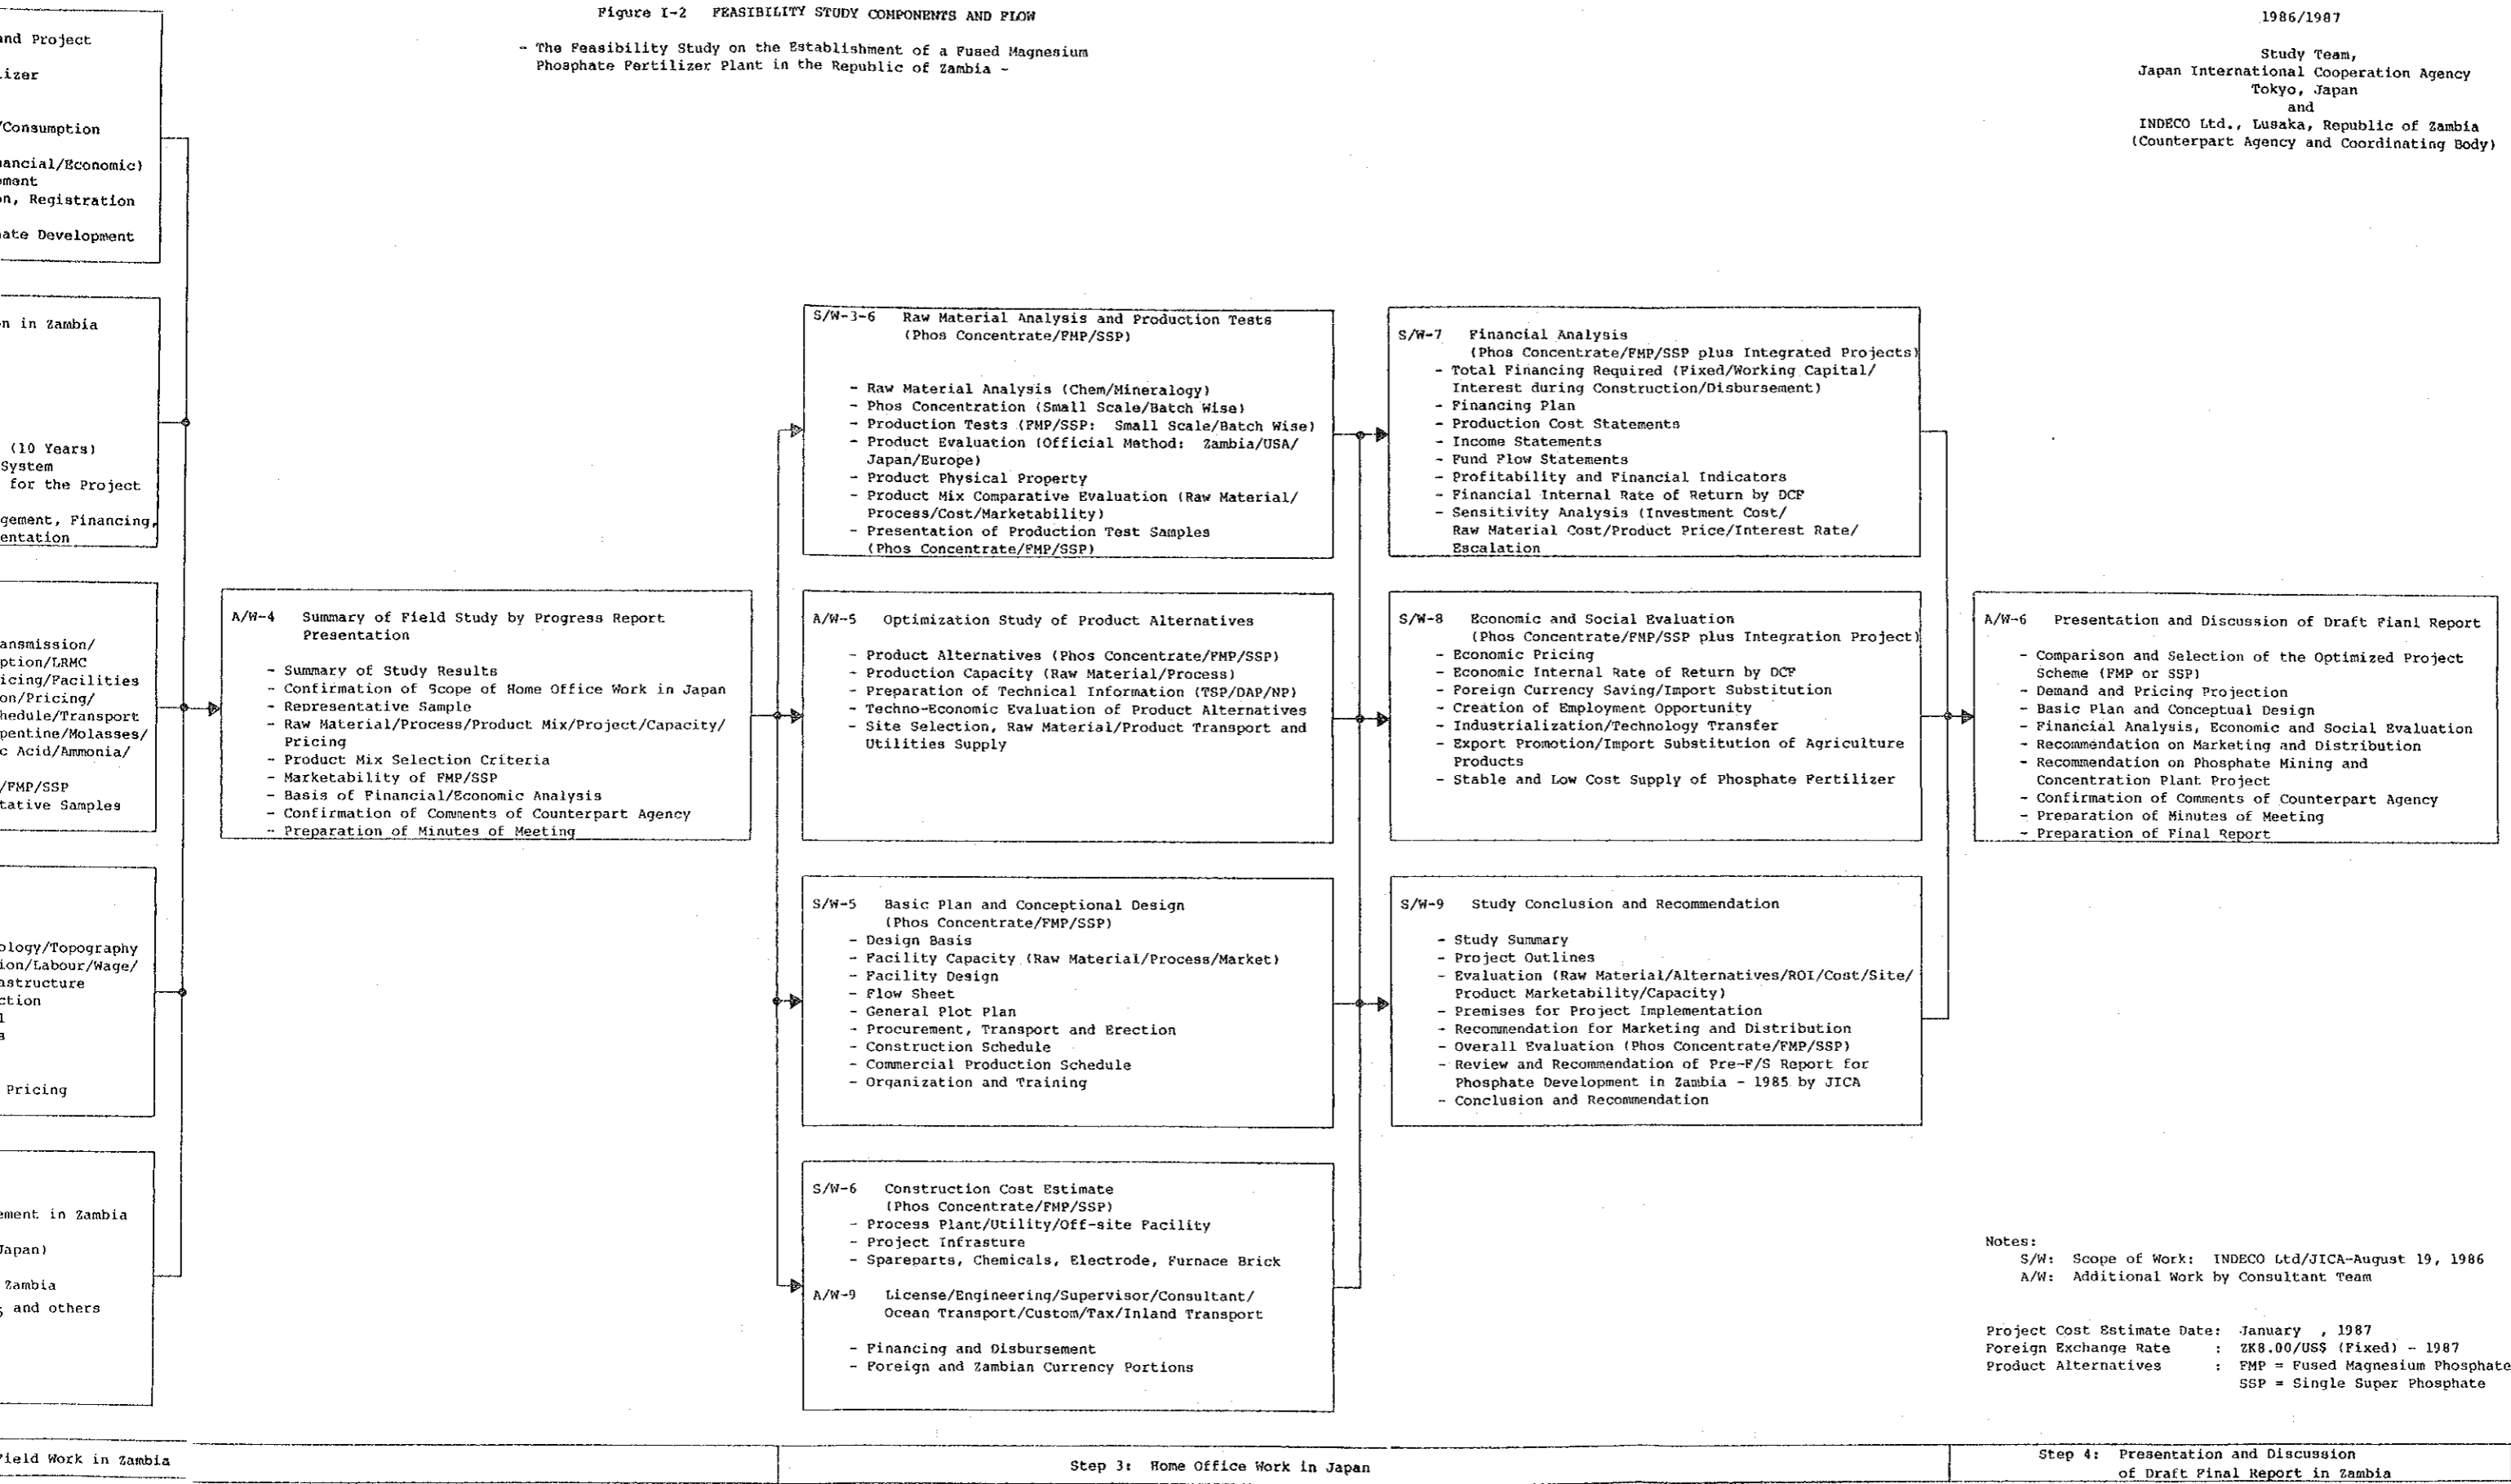 Figure I-2 FEASIBILITY STUDY COMPONENTS AND FLOW
- The Feasibility Study on the Establishment of a Fused Magnesium
Phosphate Fertilizer Plant in the Republic of Zambia -
1986/1987
Study Team,
Japan International Cooperation Agency
Tokyo, Japan
and
INDECO Ltd., Lusaka, Republic of Zambia
(Counterpart Agency and Coordinating Body)
and Project
lizer
/Consumption
nancial/Economic)
ement
on, Registration
hate Development
n in Zambia
(10 Years)
System
for the Project
gement, Financing,
entation
ansmission/
ption/LRMC
icing/Facilities
on/Pricing/
hedule/Transport
pentine/Molasses/
c Acid/Ammonia/
/FMP/SSP
tative Samples
ology/Topography
ion/Labour/Wage/
astructure
ction
l
s
Pricing
ement in Zambia
Japan)
Zambia
and others
A/W-4 Summary of Field Study by Progress Report
Presentation
- Summary of Study Results
- Confirmation of Scope of Home Office Work in Japan
- Representative Sample
- Raw Material/Process/Product Mix/Project/Capacity/
Pricing
- Product Mix Selection Criteria
- Marketability of FMP/SSP
- Basis of Financial/Economic Analysis
- Confirmation of Comments of Counterpart Agency
- Preparation of Minutes of Meeting
S/W-3-6 Raw Material Analysis and Production Tests
(Phos Concentrate/FMP/SSP)
- Raw Material Analysis (Chem/Mineralogy)
- Phos Concentration (Small Scale/Batch Wise)
- Production Tests (FMP/SSP: Small Scale/Batch Wise)
- Product Evaluation (Official Method: Zambia/USA/
Japan/Europe)
- Product Physical Property
- Product Mix Comparative Evaluation (Raw Material/
Process/Cost/Marketability)
- Presentation of Production Test Samples
(Phos Concentrate/FMP/SSP)
A/W-5 Optimization Study of Product Alternatives
- Product Alternatives (Phos Concentrate/FMP/SSP)
- Production Capacity (Raw Material/Process)
- Preparation of Technical Information (TSP/DAP/NP)
- Techno-Economic Evaluation of Product Alternatives
- Site Selection, Raw Material/Product Transport and
Utilities Supply
S/W-5 Basic Plan and Conceptional Design
(Phos Concentrate/FMP/SSP)
- Design Basis
- Facility Capacity (Raw Material/Process/Market)
- Facility Design
- Flow Sheet
- General Plot Plan
- Procurement, Transport and Erection
- Construction Schedule
- Commercial Production Schedule
- Organization and Training
S/W-6 Construction Cost Estimate
(Phos Concentrate/FMP/SSP)
- Process Plant/Utility/Off-site Facility
- Project Infrasture
- Spareparts, Chemicals, Electrode, Furnace Brick
A/W-9 License/Engineering/Supervisor/Consultant/
Ocean Transport/Custom/Tax/Inland Transport
- Financing and Disbursement
- Foreign and Zambian Currency Portions
S/W-7 Financial Analysis
(Phos Concentrate/FMP/SSP plus Integrated Projects)
- Total Financing Required (Fixed/Working Capital/
Interest during Construction/Disbursement)
- Financing Plan
- Production Cost Statements
- Income Statements
- Fund Flow Statements
- Profitability and Financial Indicators
- Financial Internal Rate of Return by DCF
- Sensitivity Analysis (Investment Cost/
Raw Material Cost/Product Price/Interest Rate/
Escalation
S/W-8 Economic and Social Evaluation
(Phos Concentrate/FMP/SSP plus Integration Project)
- Economic Pricing
- Economic Internal Rate of Return by DCF
- Foreign Currency Saving/Import Substitution
- Creation of Employment Opportunity
- Industrialization/Technology Transfer
- Export Promotion/Import Substitution of Agriculture
Products
- Stable and Low Cost Supply of Phosphate Fertilizer
S/W-9 Study Conclusion and Recommendation
- Study Summary
- Project Outlines
- Evaluation (Raw Material/Alternatives/ROI/Cost/Site/
Product Marketability/Capacity)
- Premises for Project Implementation
- Recommendation for Marketing and Distribution
- Overall Evaluation (Phos Concentrate/FMP/SSP)
- Review and Recommendation of Pre-F/S Report for
Phosphate Development in Zambia - 1985 by JICA
- Conclusion and Recommendation
A/W-6 Presentation and Discussion of Draft Fianl Report
- Comparison and Selection of the Optimized Project
Scheme (FMP or SSP)
- Demand and Pricing Projection
- Basic Plan and Conceptual Design
- Financial Analysis, Economic and Social Evaluation
- Recommendation on Marketing and Distribution
- Recommendation on Phosphate Mining and
Concentration Plant Project
- Confirmation of Comments of Counterpart Agency
- Preparation of Minutes of Meeting
- Preparation of Final Report
Notes:
S/W: Scope of Work: INDECO Ltd/JICA-August 19, 1986
A/W: Additional Work by Consultant Team
Project Cost Estimate Date: January , 1987
Foreign Exchange Rate : ZK8.00/US$ (Fixed) - 1987
Product Alternatives : FMP = Fused Magnesium Phosphate
SSP = Single Super Phosphate
Field Work in Zambia
Step 3: Home Office Work in Japan
Step 4: Presentation and Discussion
of Draft Final Report in Zambia